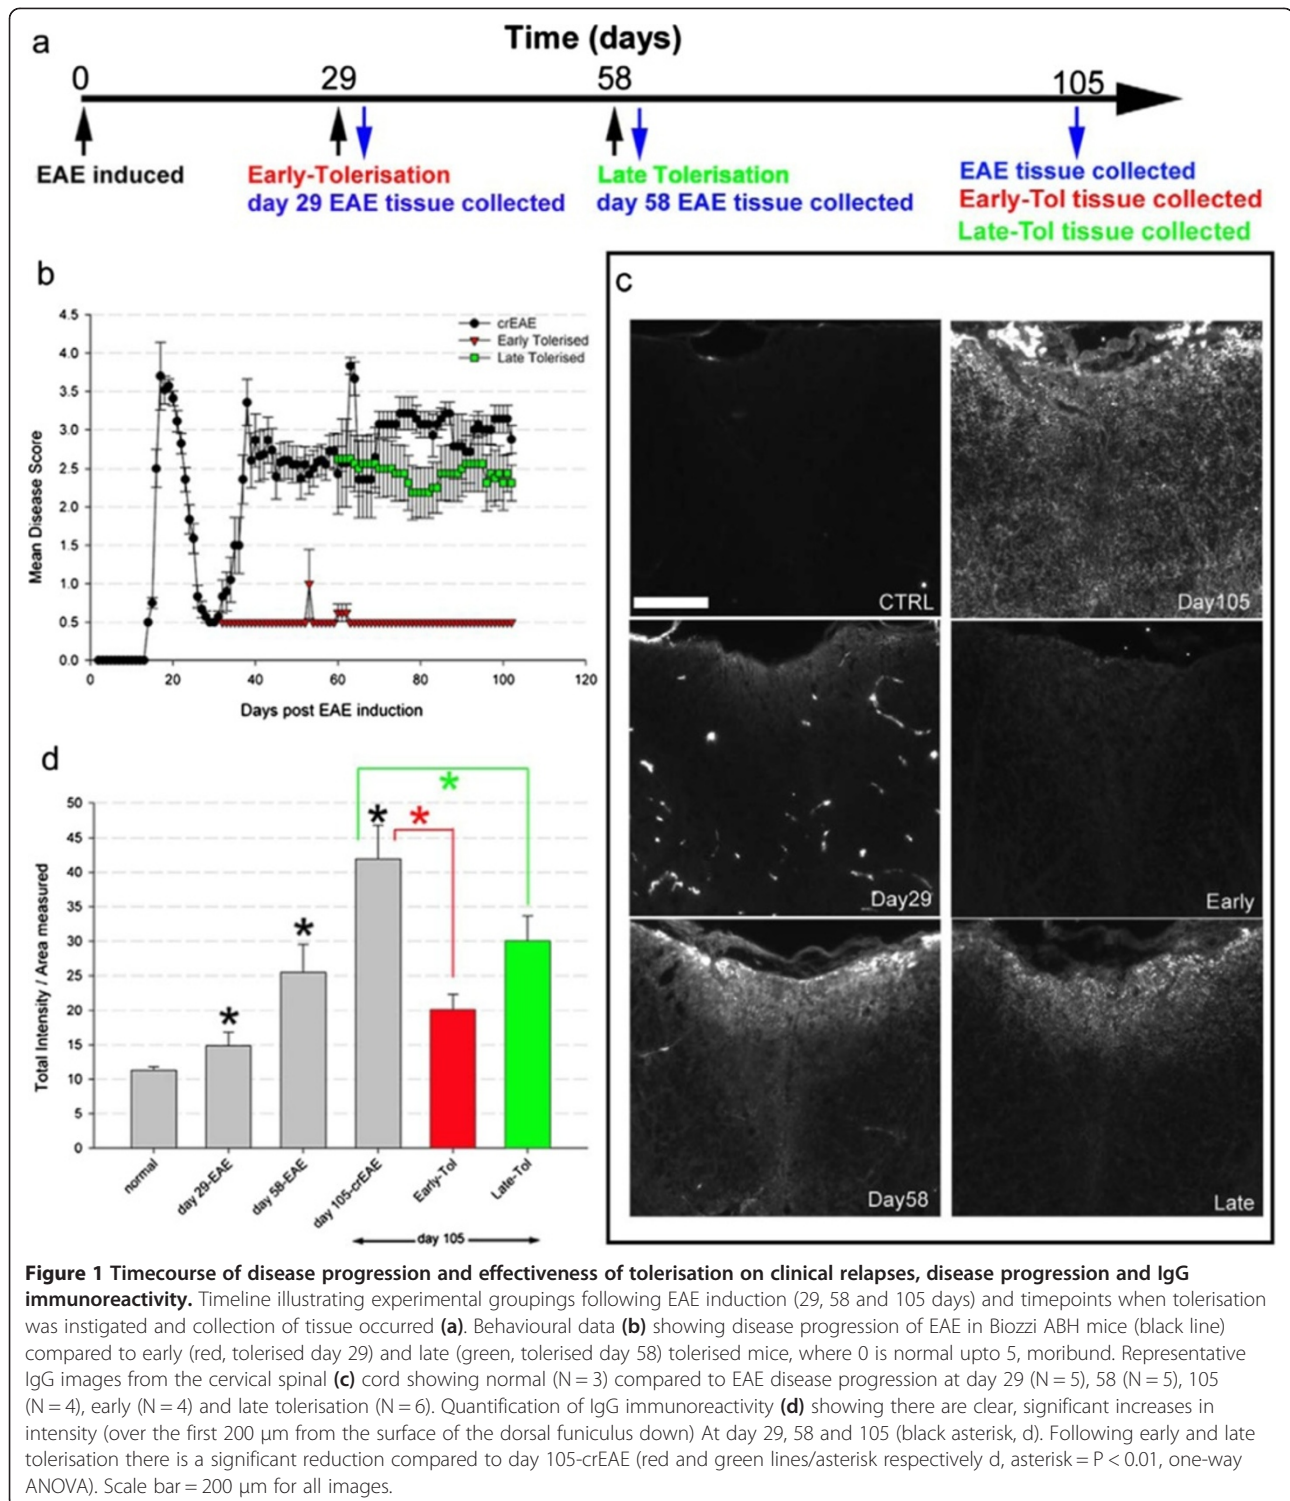 a
Time (days)
0 29 58 105
EAE induced
Early-Tolerisation
day 29 EAE tissue collected
Late Tolerisation
day 58 EAE tissue collected
EAE tissue collected
Early-Tol tissue collected
Late-Tol tissue collected
b
Mean Disease Score
4.5
4.0
3.5
3.0
2.5
2.0
1.5
1.0
0.5
0.0
crEAE
Early Tolerised
Late Tolerised
0 20 40 60 80 100 120
Days post EAE induction
c
CTRL
Day105
Day29
Early
Day58
Late
d
Total Intensity / Area measured
50
45
40
35
30
25
20
15
10
5
0
*
*
*
*
*
normal
day 29-EAE
day 58-EAE
day 105-crEAE
Early-Tol
Late-Tol
day 105
Figure 1 Timecourse of disease progression and effectiveness of tolerisation on clinical relapses, disease progression and IgG
immunoreactivity. Timeline illustrating experimental groupings following EAE induction (29, 58 and 105 days) and timepoints when tolerisation
was instigated and collection of tissue occurred (a). Behavioural data (b) showing disease progression of EAE in Biozzi ABH mice (black line)
compared to early (red, tolerised day 29) and late (green, tolerised day 58) tolerised mice, where 0 is normal upto 5, moribund. Representative
IgG images from the cervical spinal (c) cord showing normal (N = 3) compared to EAE disease progression at day 29 (N = 5), 58 (N = 5), 105
(N = 4), early (N = 4) and late tolerisation (N = 6). Quantification of IgG immunoreactivity (d) showing there are clear, significant increases in
intensity (over the first 200 μm from the surface of the dorsal funiculus down) At day 29, 58 and 105 (black asterisk, d). Following early and late
tolerisation there is a significant reduction compared to day 105-crEAE (red and green lines/asterisk respectively d, asterisk = P < 0.01, one-way
ANOVA). Scale bar = 200 μm for all images.